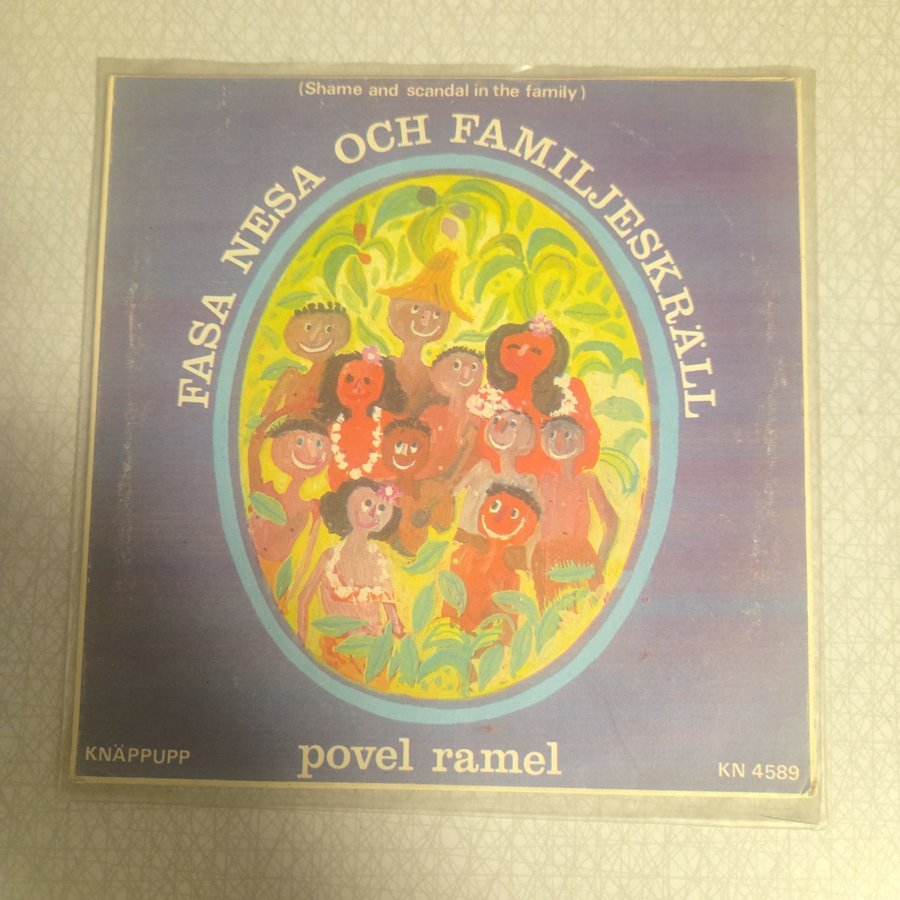 (Shame and scandal in the family)
FASA NESA OCH FAMILJESKRÄLL
povel ramel
KNÄPPUPP
KN 4589